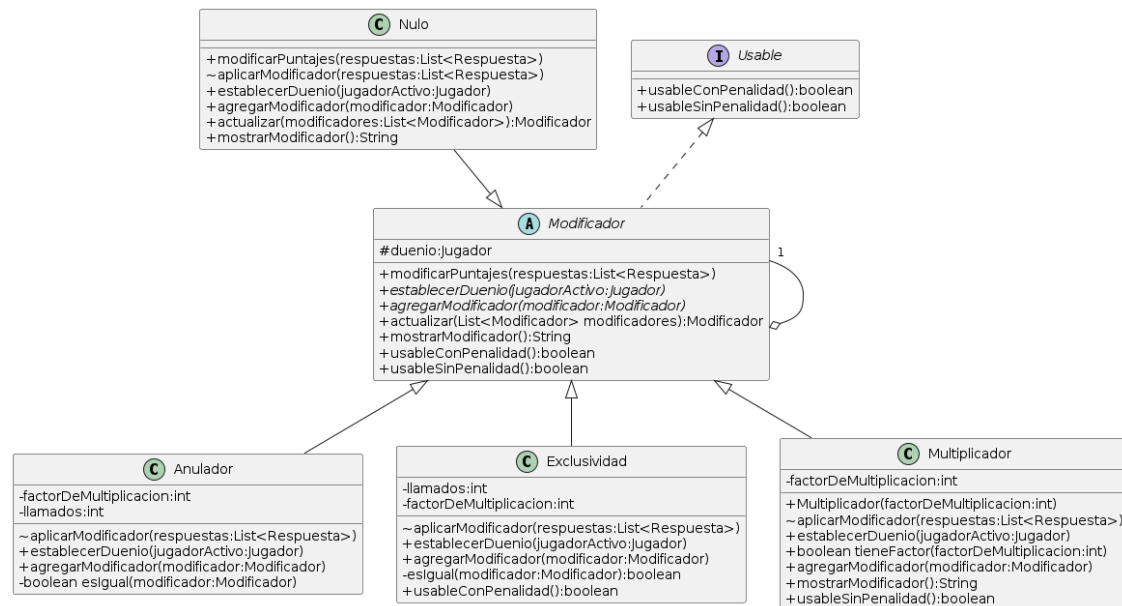 C Nulo
+modificarPuntajes(respuestas:List<Respuesta>)
~aplicarModificador(respuestas:List<Respuesta>)
+establecerDuenio(jugadorActivo:Jugador)
+agregarModificador(modificador:Modificador)
+actualizar(modificadores:List<Modificador>):Modificador
+mostrarModificador():String
I Usable
+usableConPenalidad():boolean
+usableSinPenalidad():boolean
A Modificador
#duenio:Jugador
+modificarPuntajes(respuestas:List<Respuesta>)
+establecerDuenio(jugadorActivo:Jugador)
+agregarModificador(modificador:Modificador)
+actualizar(List<Modificador> modificadores):Modificador
+mostrarModificador():String
+usableConPenalidad():boolean
+usableSinPenalidad():boolean
1
C Anulador
-factorDeMultiplicacion:int
-llamados:int
~aplicarModificador(respuestas:List<Respuesta>)
+establecerDuenio(jugadorActivo:Jugador)
+agregarModificador(modificador:Modificador)
-boolean esIgual(modificador:Modificador)
C Exclusividad
-llamados:int
-factorDeMultiplicacion:int
~aplicarModificador(respuestas:List<Respuesta>)
+establecerDuenio(jugadorActivo:Jugador)
+agregarModificador(modificador:Modificador)
-esIgual(modificador:Modificador):boolean
+usableConPenalidad():boolean
C Multiplicador
-factorDeMultiplicacion:int
+Multiplicador(factorDeMultiplicacion:int)
~aplicarModificador(respuestas:List<Respuesta>)
+establecerDuenio(jugadorActivo:Jugador)
+boolean tieneFactor(factorDeMultiplicacion:int)
+agregarModificador(modificador:Modificador)
+mostrarModificador():String
+usableSinPenalidad():boolean